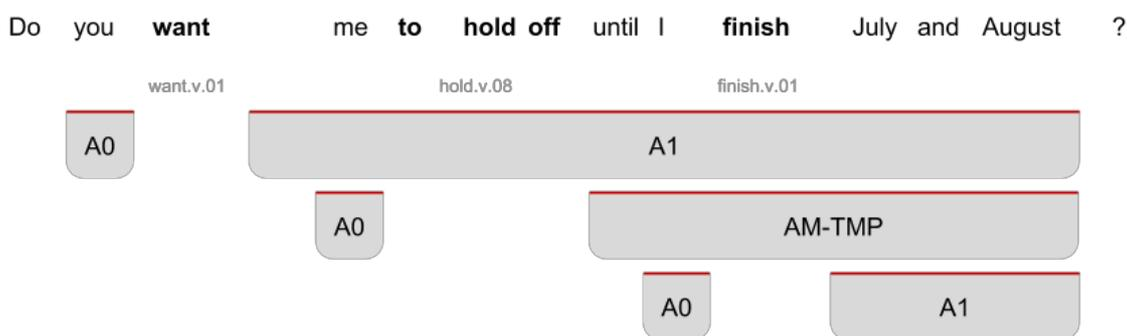 Do you want me to hold off until I finish July and August ?
want.v.01 hold.v.08 finish.v.01
A0 A1
A0 AM-TMP
A0 A1